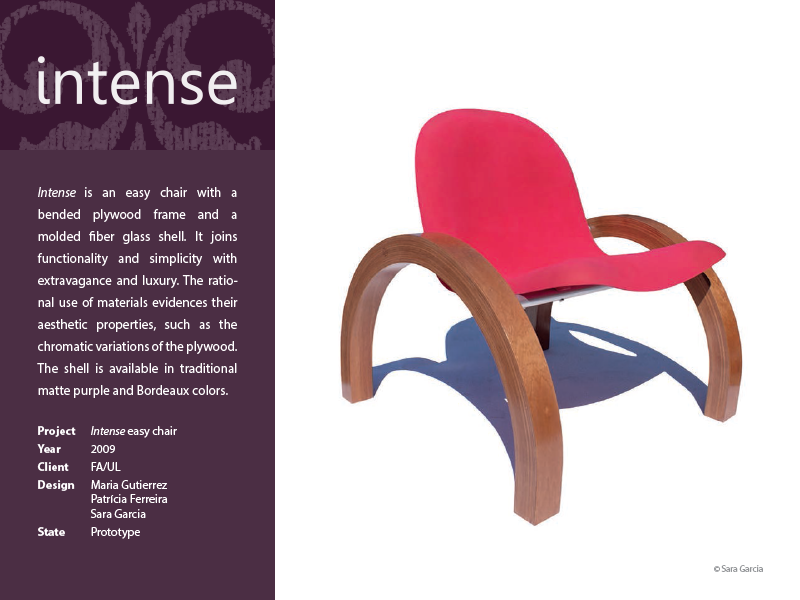 intense
Intense is an easy chair with a
bended plywood frame and a
molded fiber glass shell. It joins
functionality and simplicity with
extravagance and luxury. The ratio-
nal use of materials evidences their
aesthetic properties, such as the
chromatic variations of the plywood.
The shell is available in traditional
matte purple and Bordeaux colors.
Project Intense easy chair
Year 2009
Client FA/UL
Design Maria Gutierrez
Patrícia Ferreira
Sara Garcia
State Prototype
© Sara Garcia